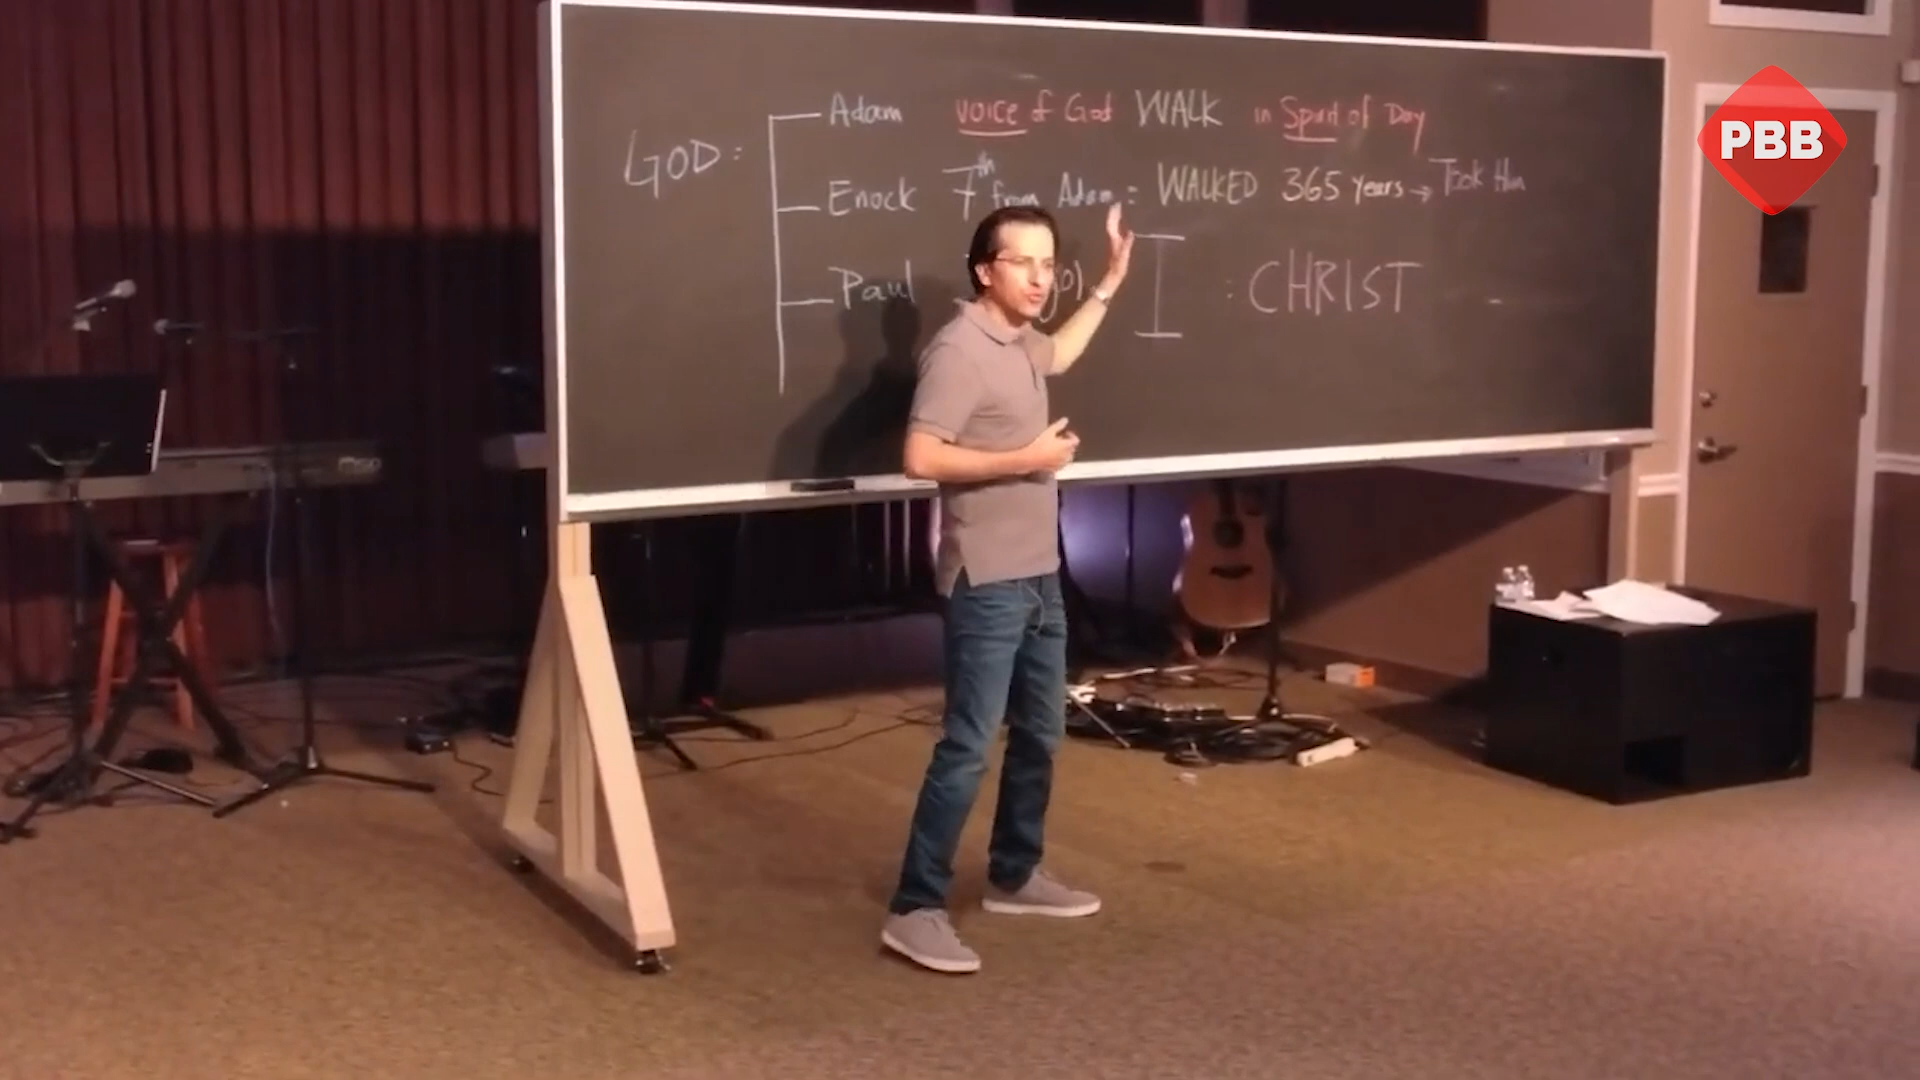 GOD:
Adam voice of God WALK in Spirit of Day
Enock 7th from Adam: WALKED 365 Years → Took Him
Paul I : CHRIST
PBB